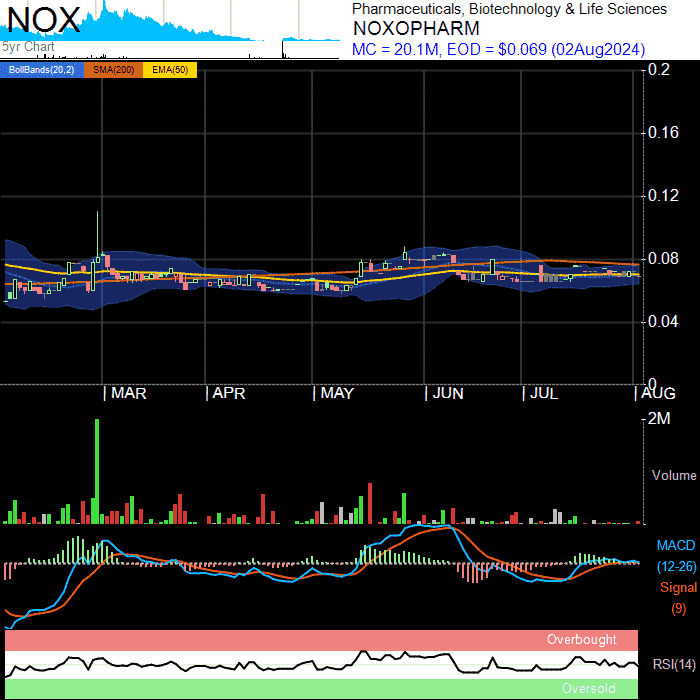 NOX
5yr Chart
Pharmaceuticals, Biotechnology & Life Sciences
NOXOPHARM
MC = 20.1M, EOD = $0.069 (02Aug2024)
BollBands(20,2) SMA(200) EMA(50)
0.2
0.16
0.12
0.08
0.04
0
MAR APR MAY JUN JUL AUG
2M
Volume
MACD
(12-26)
Signal
(9)
Overbought
RSI(14)
Oversold